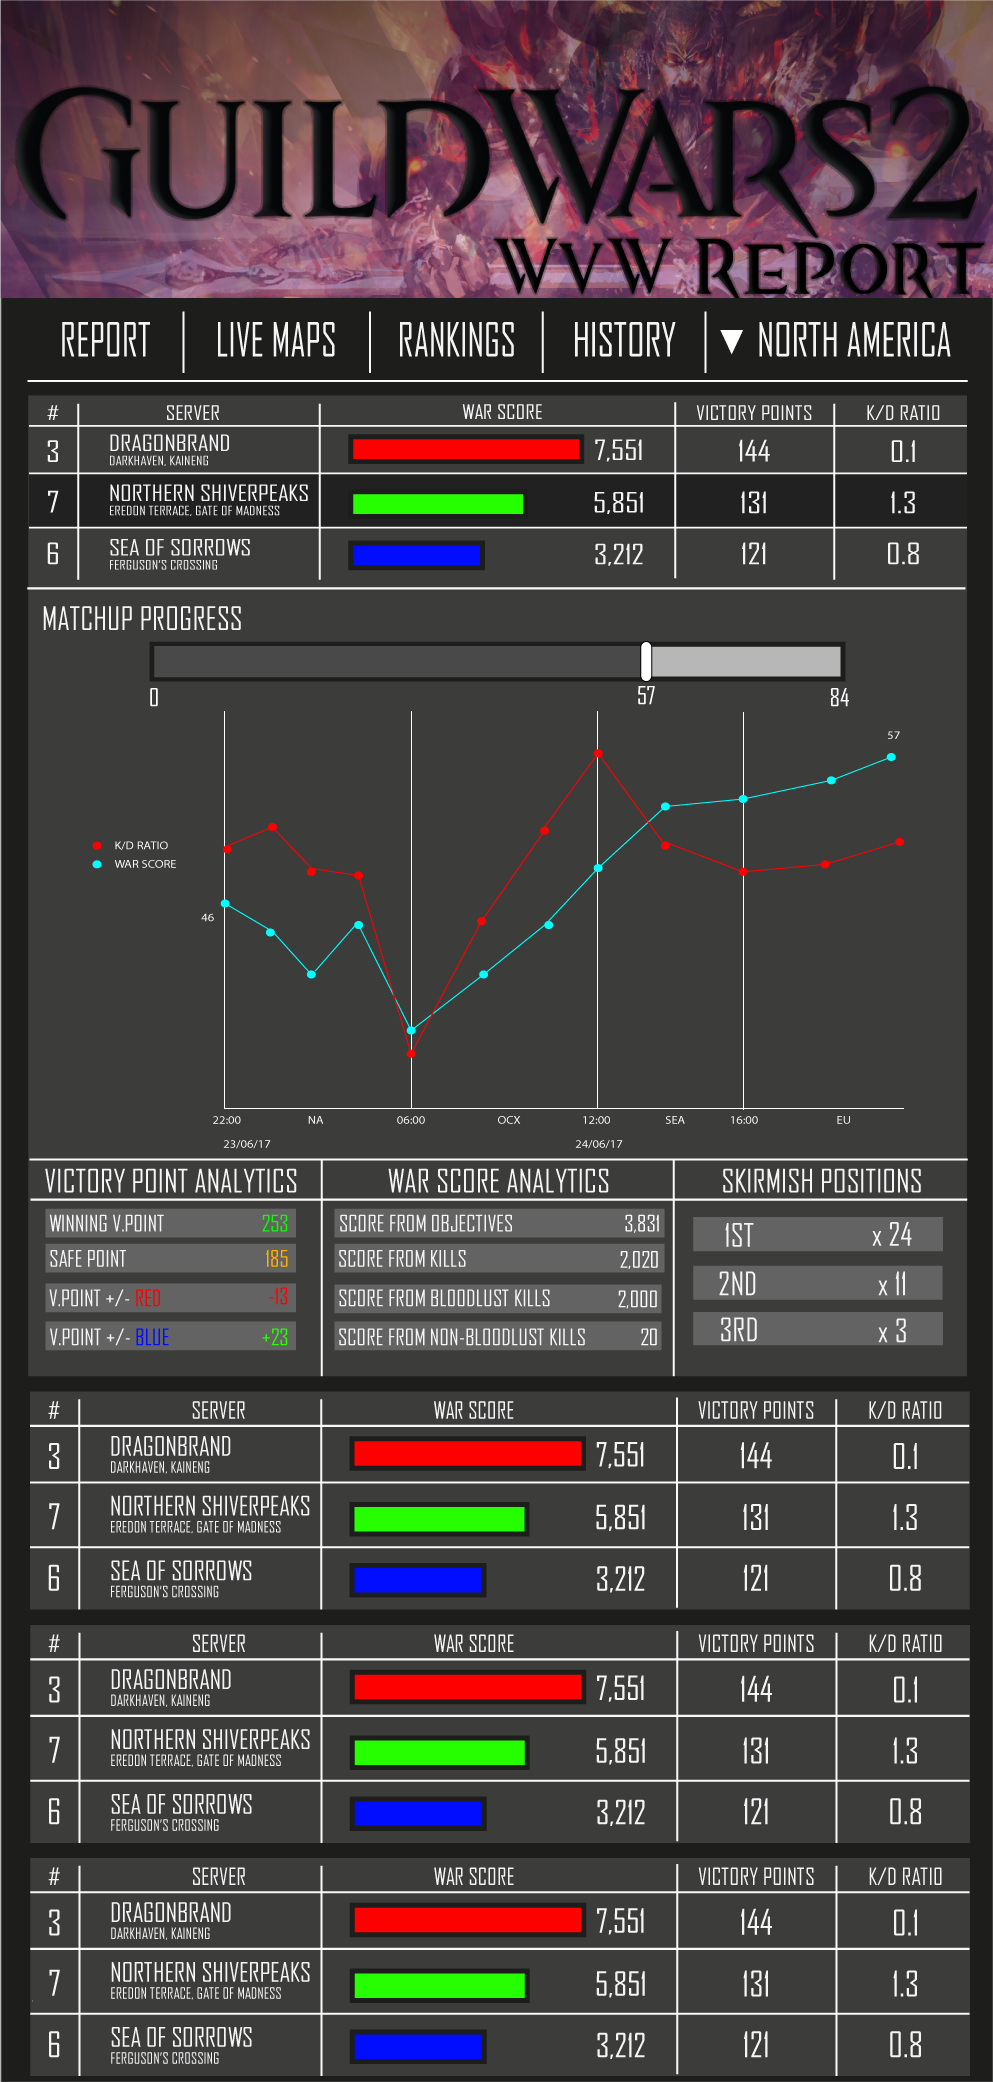 GUILDWARS2
WVW REPORT
REPORT LIVE MAPS RANKINGS HISTORY ▼ NORTH AMERICA
# SERVER WAR SCORE VICTORY POINTS K/D RATIO
3 DRAGONBRAND 7,551 144 0.1
DARKHAVEN, KAINENG
7 NORTHERN SHIVERPEAKS 5,851 131 1.3
EREDON TERRACE, GATE OF MADNESS
6 SEA OF SORROWS 3,212 121 0.8
FERGUSON'S CROSSING
MATCHUP PROGRESS
0 57 84
57
K/D RATIO
WAR SCORE
46
22:00 NA 06:00 OCX 12:00 SEA 16:00 EU
23/06/17 24/06/17
VICTORY POINT ANALYTICS WAR SCORE ANALYTICS SKIRMISH POSITIONS
WINNING V.POINT 253 SCORE FROM OBJECTIVES 3,831 1ST x 24
SAFE POINT 185 SCORE FROM KILLS 2,020 2ND x 11
V.POINT +/- RED -13 SCORE FROM BLOODLUST KILLS 2,000 3RD x 3
V.POINT +/- BLUE +23 SCORE FROM NON-BLOODLUST KILLS 20
# SERVER WAR SCORE VICTORY POINTS K/D RATIO
3 DRAGONBRAND 7,551 144 0.1
DARKHAVEN, KAINENG
7 NORTHERN SHIVERPEAKS 5,851 131 1.3
EREDON TERRACE, GATE OF MADNESS
6 SEA OF SORROWS 3,212 121 0.8
FERGUSON'S CROSSING
# SERVER WAR SCORE VICTORY POINTS K/D RATIO
3 DRAGONBRAND 7,551 144 0.1
DARKHAVEN, KAINENG
7 NORTHERN SHIVERPEAKS 5,851 131 1.3
EREDON TERRACE, GATE OF MADNESS
6 SEA OF SORROWS 3,212 121 0.8
FERGUSON'S CROSSING
# SERVER WAR SCORE VICTORY POINTS K/D RATIO
3 DRAGONBRAND 7,551 144 0.1
DARKHAVEN, KAINENG
7 NORTHERN SHIVERPEAKS 5,851 131 1.3
EREDON TERRACE, GATE OF MADNESS
6 SEA OF SORROWS 3,212 121 0.8
FERGUSON'S CROSSING